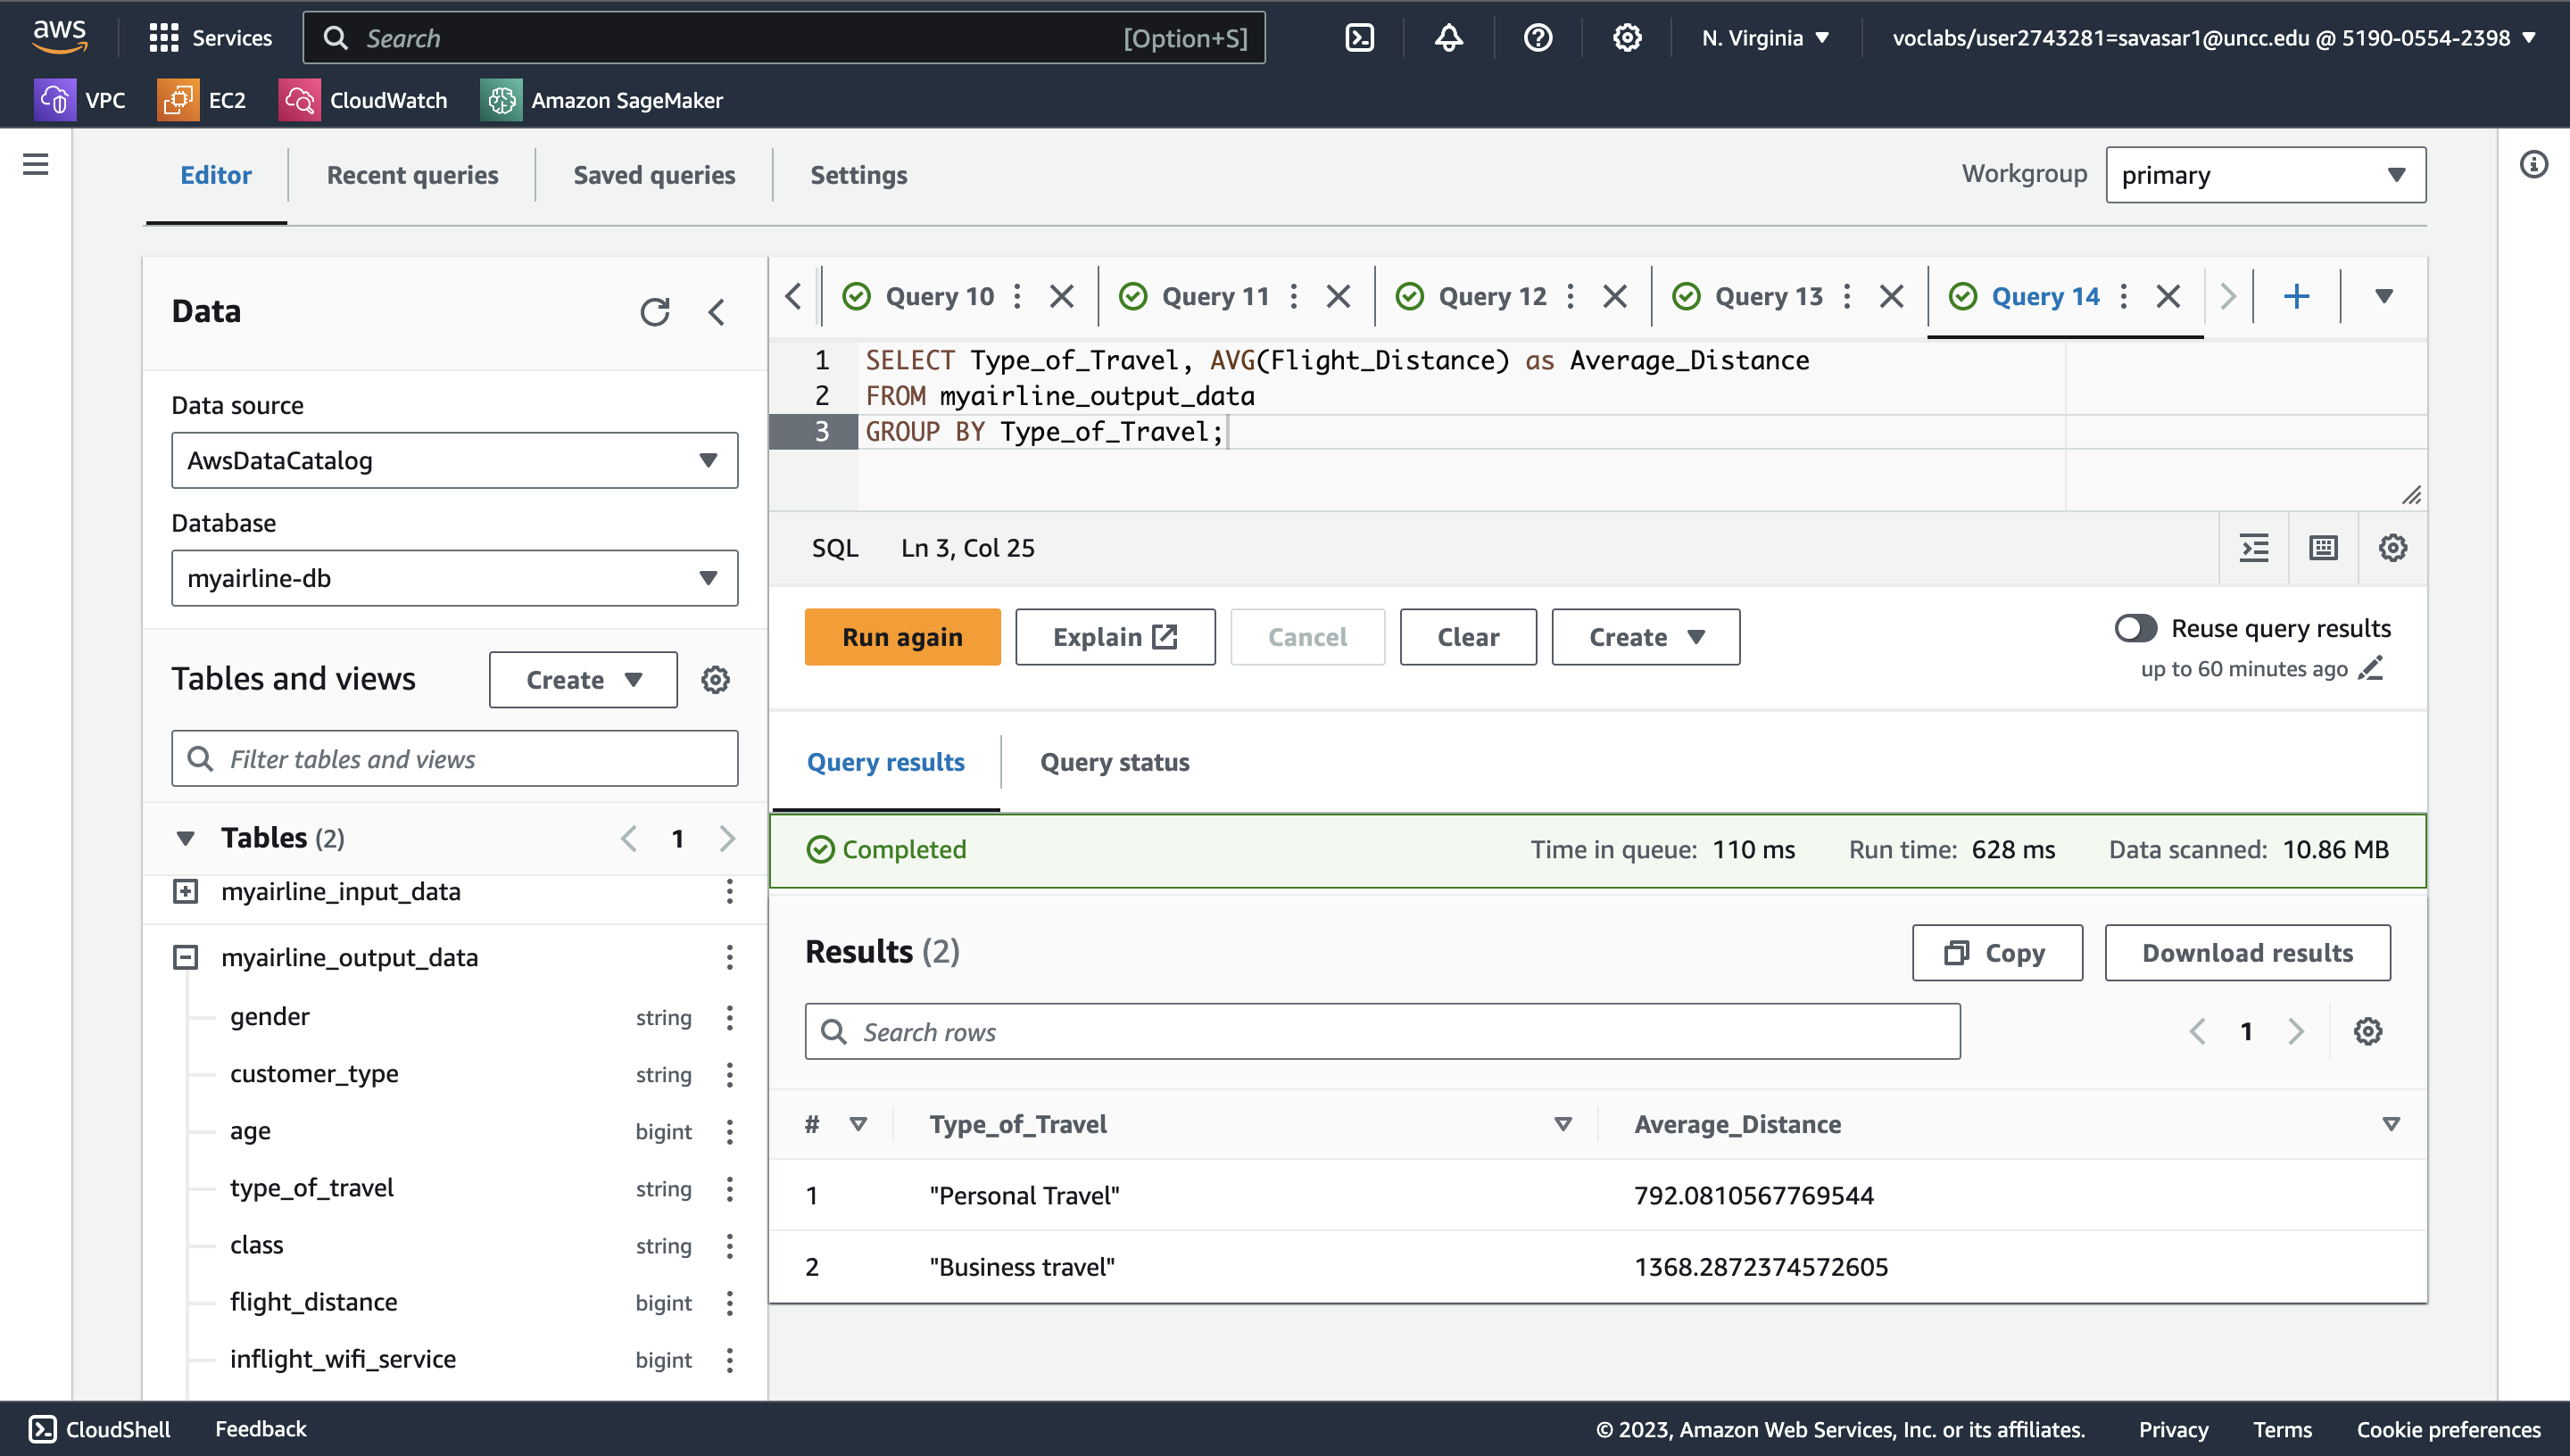 aws
Services
Search
[Option+S]
N. Virginia
voclabs/user2743281=savasar1@uncc.edu @ 5190-0554-2398
VPC
EC2
CloudWatch
Amazon SageMaker
Editor
Recent queries
Saved queries
Settings
Workgroup
primary
Data
Data source
AwsDataCatalog
Database
myairline-db
Tables and views
Create
Filter tables and views
Tables (2)
1
myairline_input_data
myairline_output_data
gender string
customer_type string
age bigint
type_of_travel string
class string
flight_distance bigint
inflight_wifi_service bigint
Query 10
Query 11
Query 12
Query 13
Query 14
1 SELECT Type_of_Travel, AVG(Flight_Distance) as Average_Distance
2 FROM myairline_output_data
3 GROUP BY Type_of_Travel;
SQL Ln 3, Col 25
Run again
Explain
Cancel
Clear
Create
Reuse query results
up to 60 minutes ago
Query results
Query status
Completed
Time in queue: 110 ms
Run time: 628 ms
Data scanned: 10.86 MB
Results (2)
Copy
Download results
Search rows
1
# Type_of_Travel Average_Distance
1 "Personal Travel" 792.0810567769544
2 "Business travel" 1368.2872374572605
CloudShell
Feedback
© 2023, Amazon Web Services, Inc. or its affiliates.
Privacy
Terms
Cookie preferences